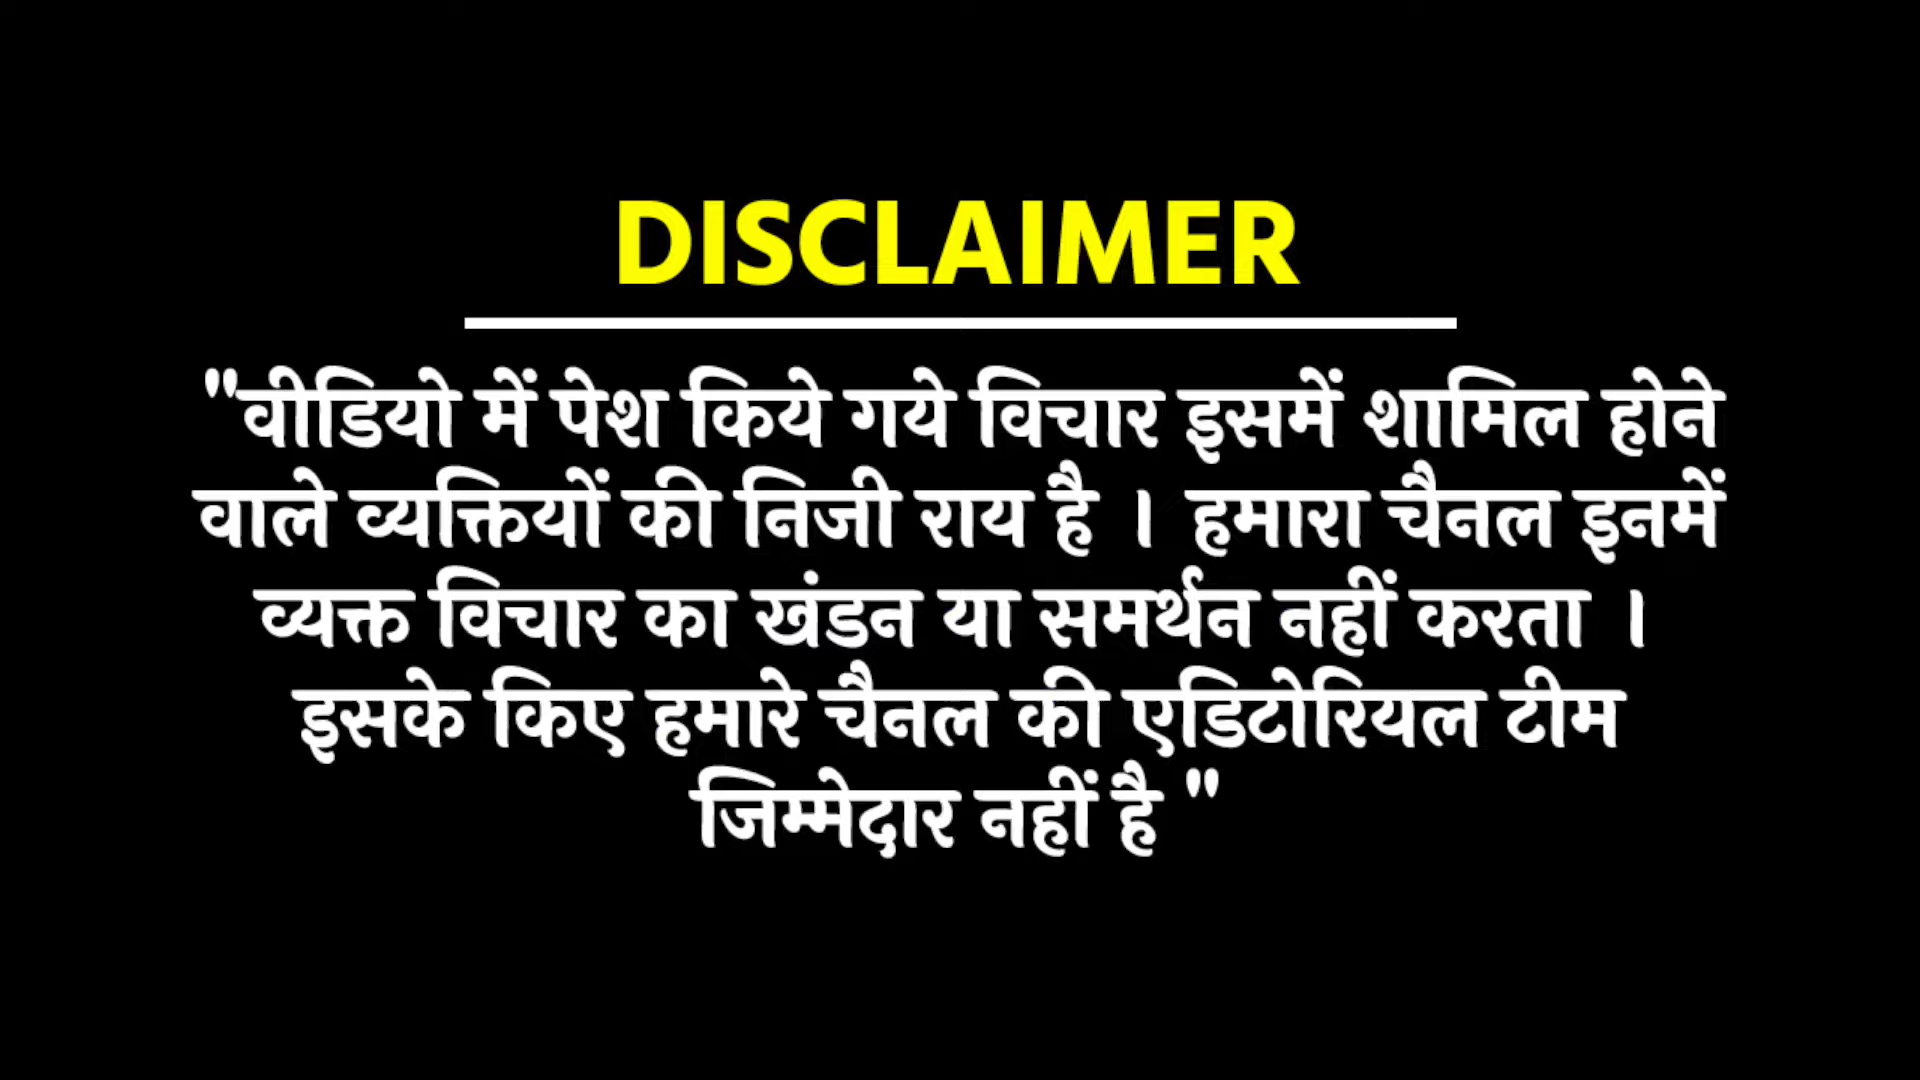 DISCLAIMER
"वीडियो में पेश किये गये विचार इसमें शामिल होने
वाले व्यक्तियों की निजी राय है । हमारा चैनल इनमें
व्यक्त विचार का खंडन या समर्थन नहीं करता ।
इसके किए हमारे चैनल की एडिटोरियल टीम
जिम्मेदार नहीं है "